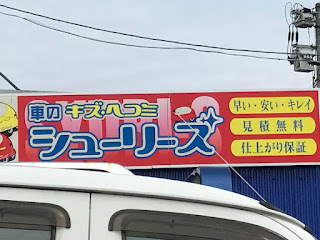 車の キズ・ヘコミ
シューリーズ
早い・安い・キレイ
見積無料
仕上がり保証